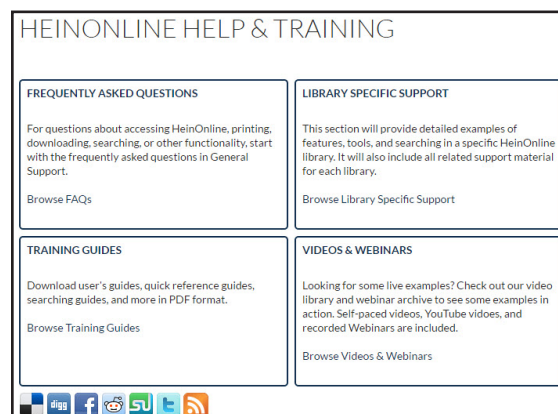 HEINONLINE HELP & TRAINING
FREQUENTLY ASKED QUESTIONS
For questions about accessing HeinOnline, printing,
downloading, searching, or other functionality, start
with the frequently asked questions in General
Support.
Browse FAQs
LIBRARY SPECIFIC SUPPORT
This section will provide detailed examples of
features, tools, and searching in a specific HeinOnline
library. It will also include all related support material
for each library.
Browse Library Specific Support
TRAINING GUIDES
Download user's guides, quick reference guides,
searching guides, and more in PDF format.
Browse Training Guides
VIDEOS & WEBINARS
Looking for some live examples? Check out our video
library and webinar archive to see some examples in
action. Self-paced videos, YouTube vidoes, and
recorded Webinars are included.
Browse Videos & Webinars
digg